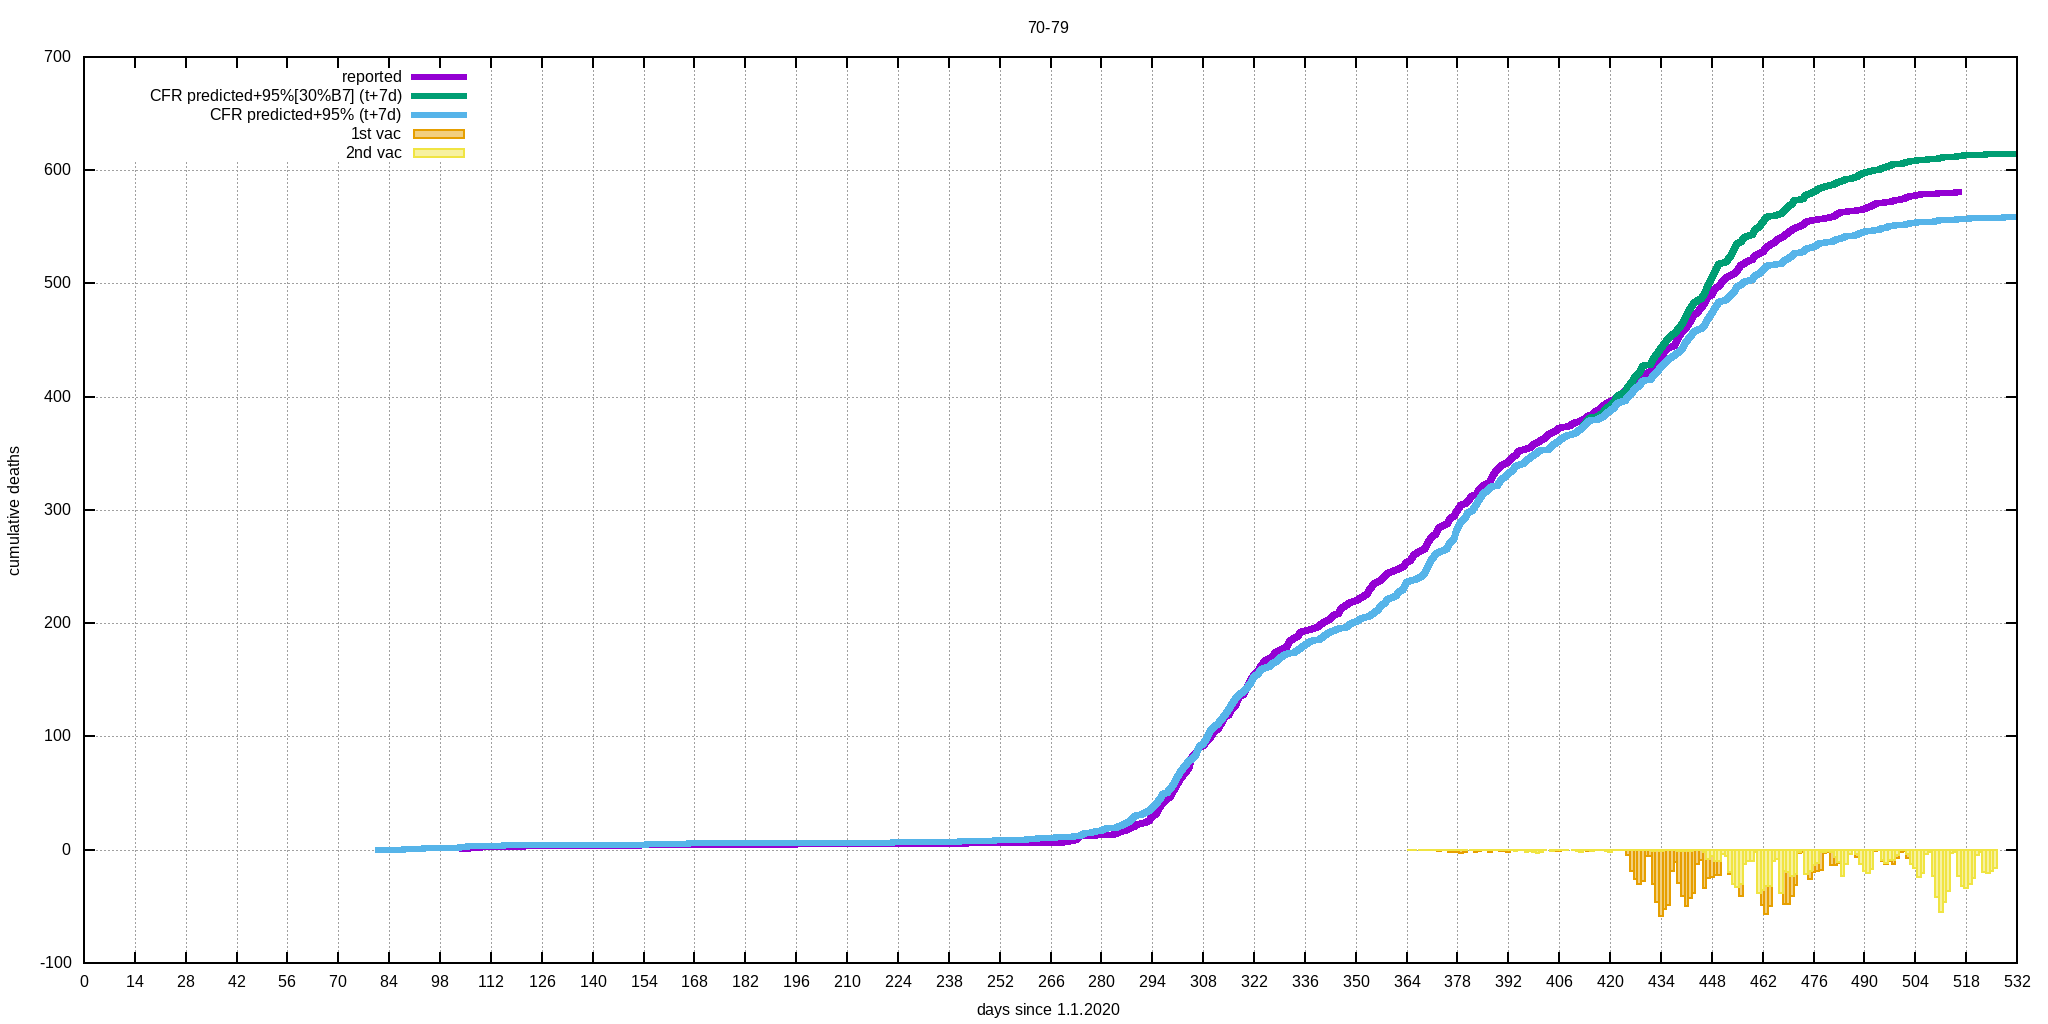 70-79
700
600
500
400
300
200
100
0
-100
cumulative deaths
reported
CFR predicted+95%[30%B7] (t+7d)
CFR predicted+95% (t+7d)
1st vac
2nd vac
0 14 28 42 56 70 84 98 112 126 140 154 168 182 196 210 224 238 252 266 280 294 308 322 336 350 364 378 392 406 420 434 448 462 476 490 504 518 532
days since 1.1.2020